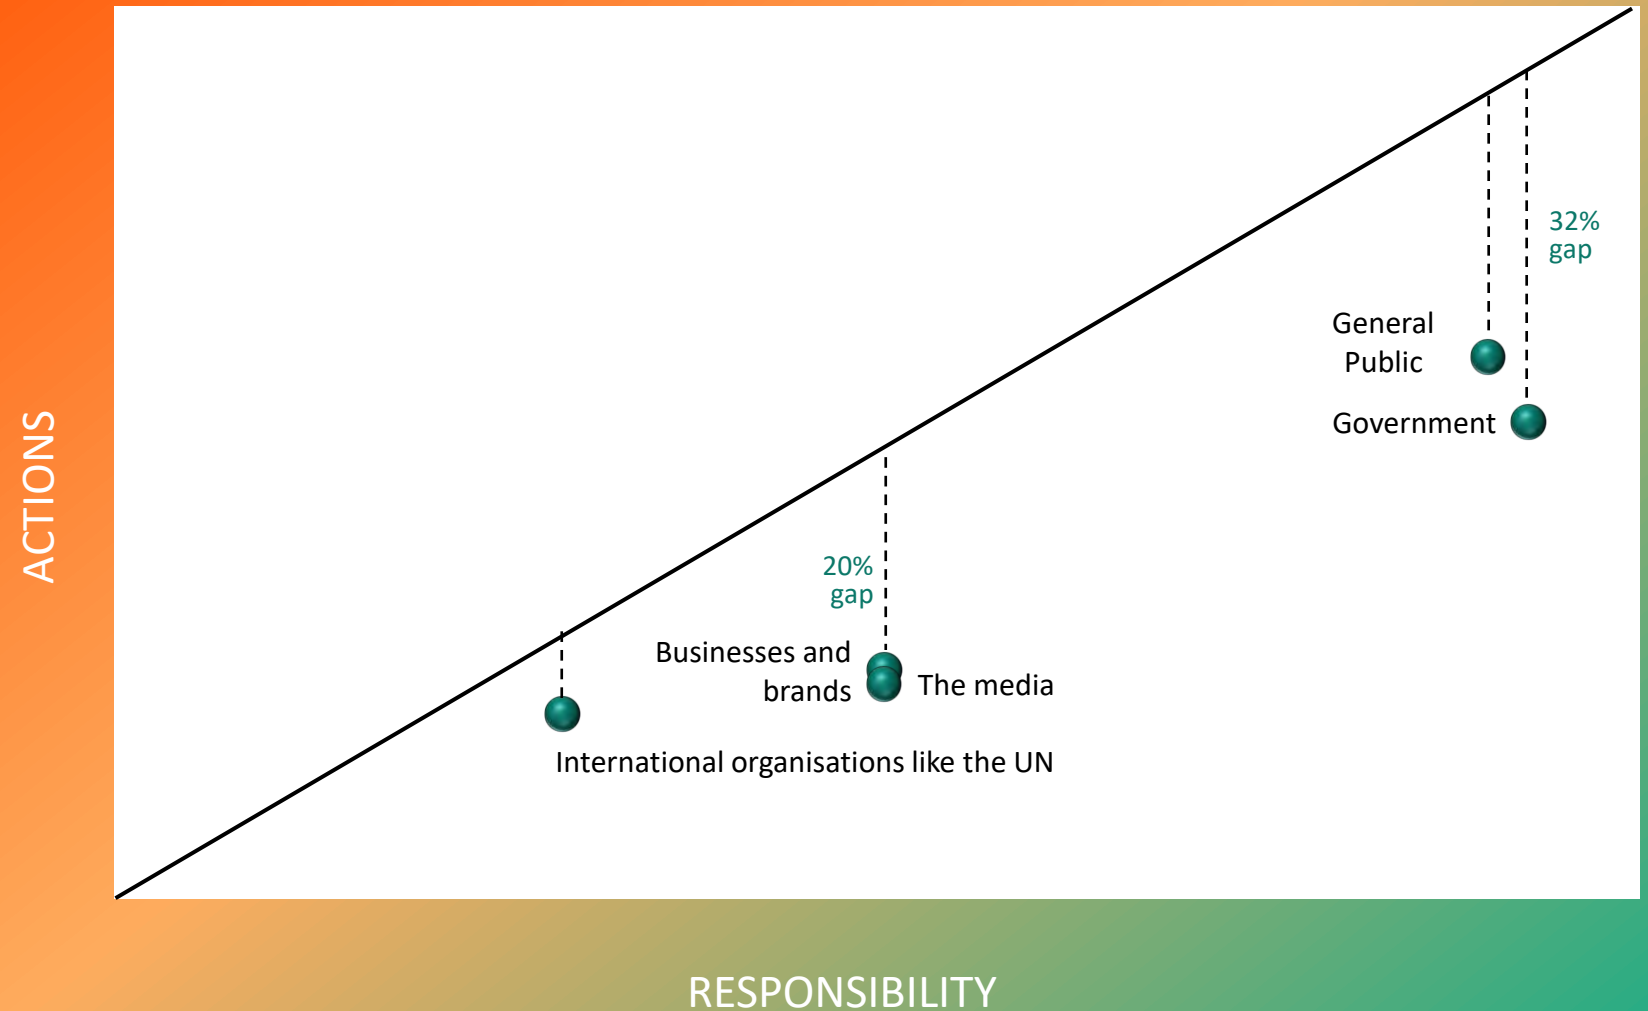 32%
gap
General
Public
Government
ACTIONS
20%
gap
Businesses and
brands
The media
International organisations like the UN
RESPONSIBILITY